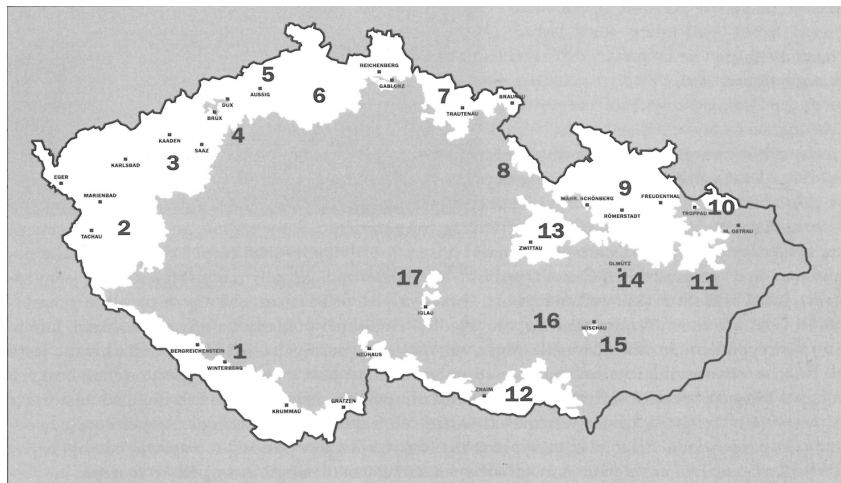 REICHENBERG
5
GABLONZ
AUSSIG
6
7
BRAUNAU
DUX
TRAUTENAU
BRÜX
4
KAADEN
SAAZ
3
KARLSBAD
8
EGER
9
MARIENBAD
MÄHR. SCHÖNBERG
FREUDENTHAL
RÖMERSTADT
TROPPAU
10
2
TACHAU
13
M. OSTRAU
ZWITTAU
OLMÜTZ
17
14
11
IGLAU
16
WISCHAU
15
BERGREICHENSTEIN
1
NEUHAUS
WINTERBERG
ZNAIM
12
KRUMMAU
GRATZEN